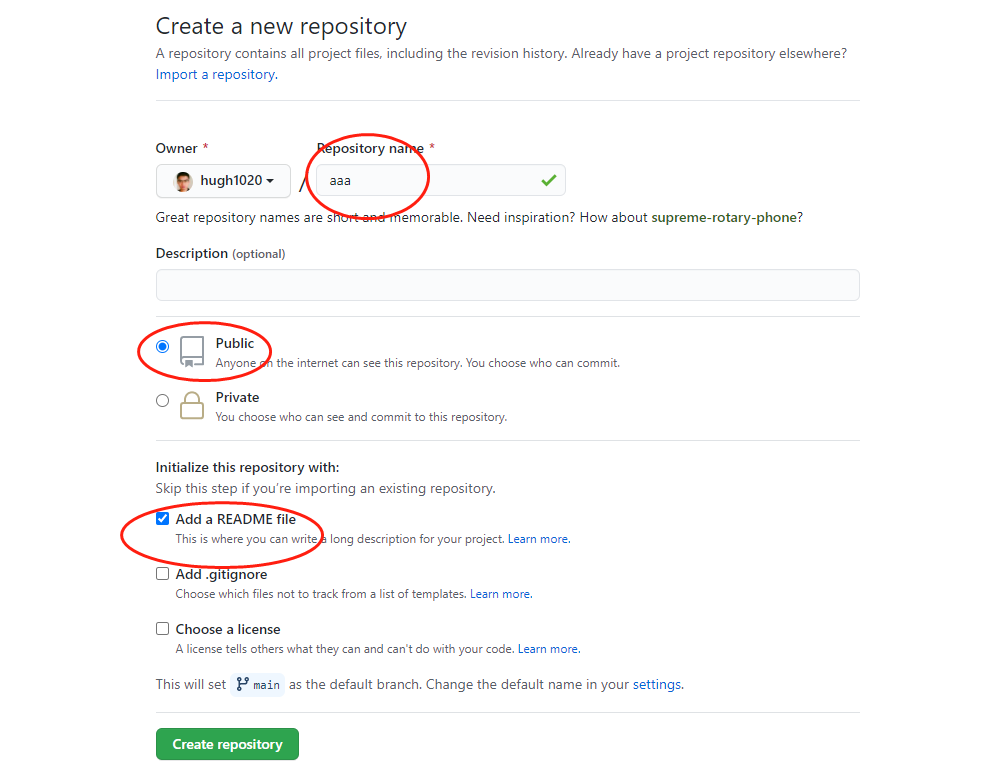 Create a new repository
A repository contains all project files, including the revision history. Already have a project repository elsewhere?
Import a repository.
Owner * Repository name *
hugh1020 / aaa
Great repository names are short and memorable. Need inspiration? How about supreme-rotary-phone?
Description (optional)
Public
Anyone on the internet can see this repository. You choose who can commit.
Private
You choose who can see and commit to this repository.
Initialize this repository with:
Skip this step if you're importing an existing repository.
Add a README file
This is where you can write a long description for your project. Learn more.
Add .gitignore
Choose which files not to track from a list of templates. Learn more.
Choose a license
A license tells others what they can and can't do with your code. Learn more.
This will set main as the default branch. Change the default name in your settings.
Create repository